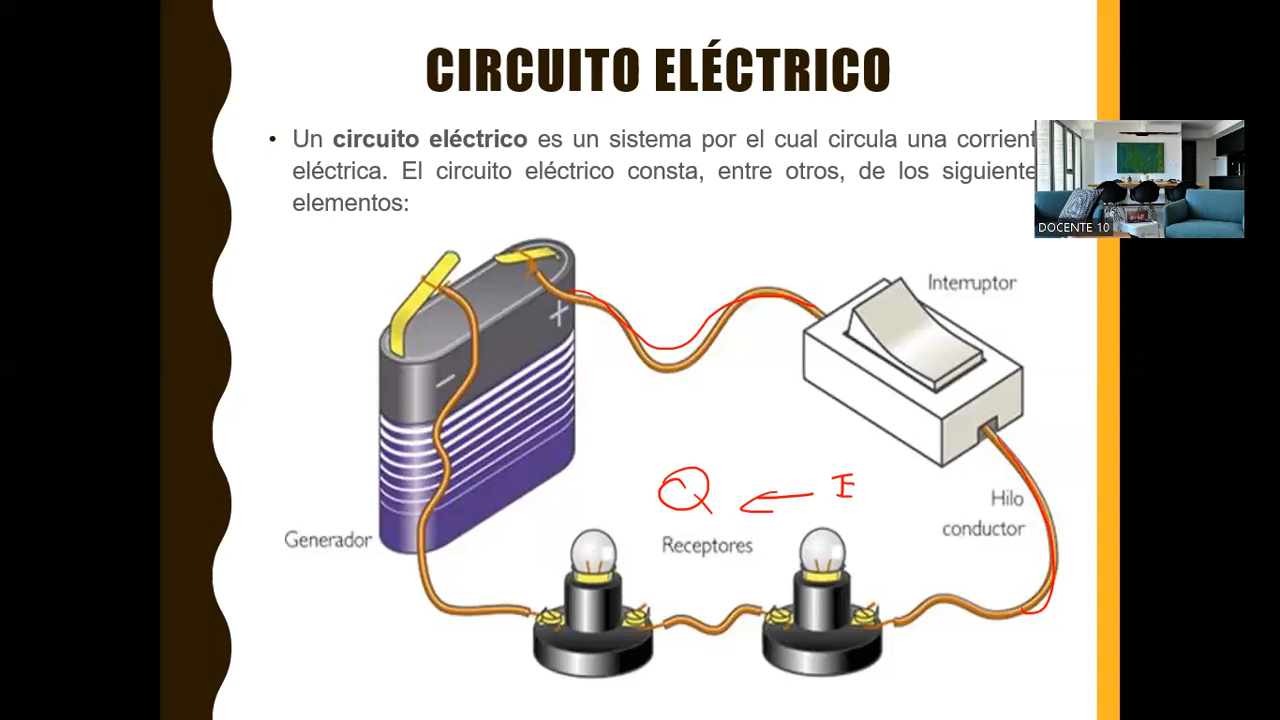 CIRCUITO ELÉCTRICO
• Un circuito eléctrico es un sistema por el cual circula una corrient
eléctrica. El circuito eléctrico consta, entre otros, de los siguiente
elementos:
DOCENTE 10
Interruptor
+
−
Q ← I
Hilo
conductor
Generador
Receptores